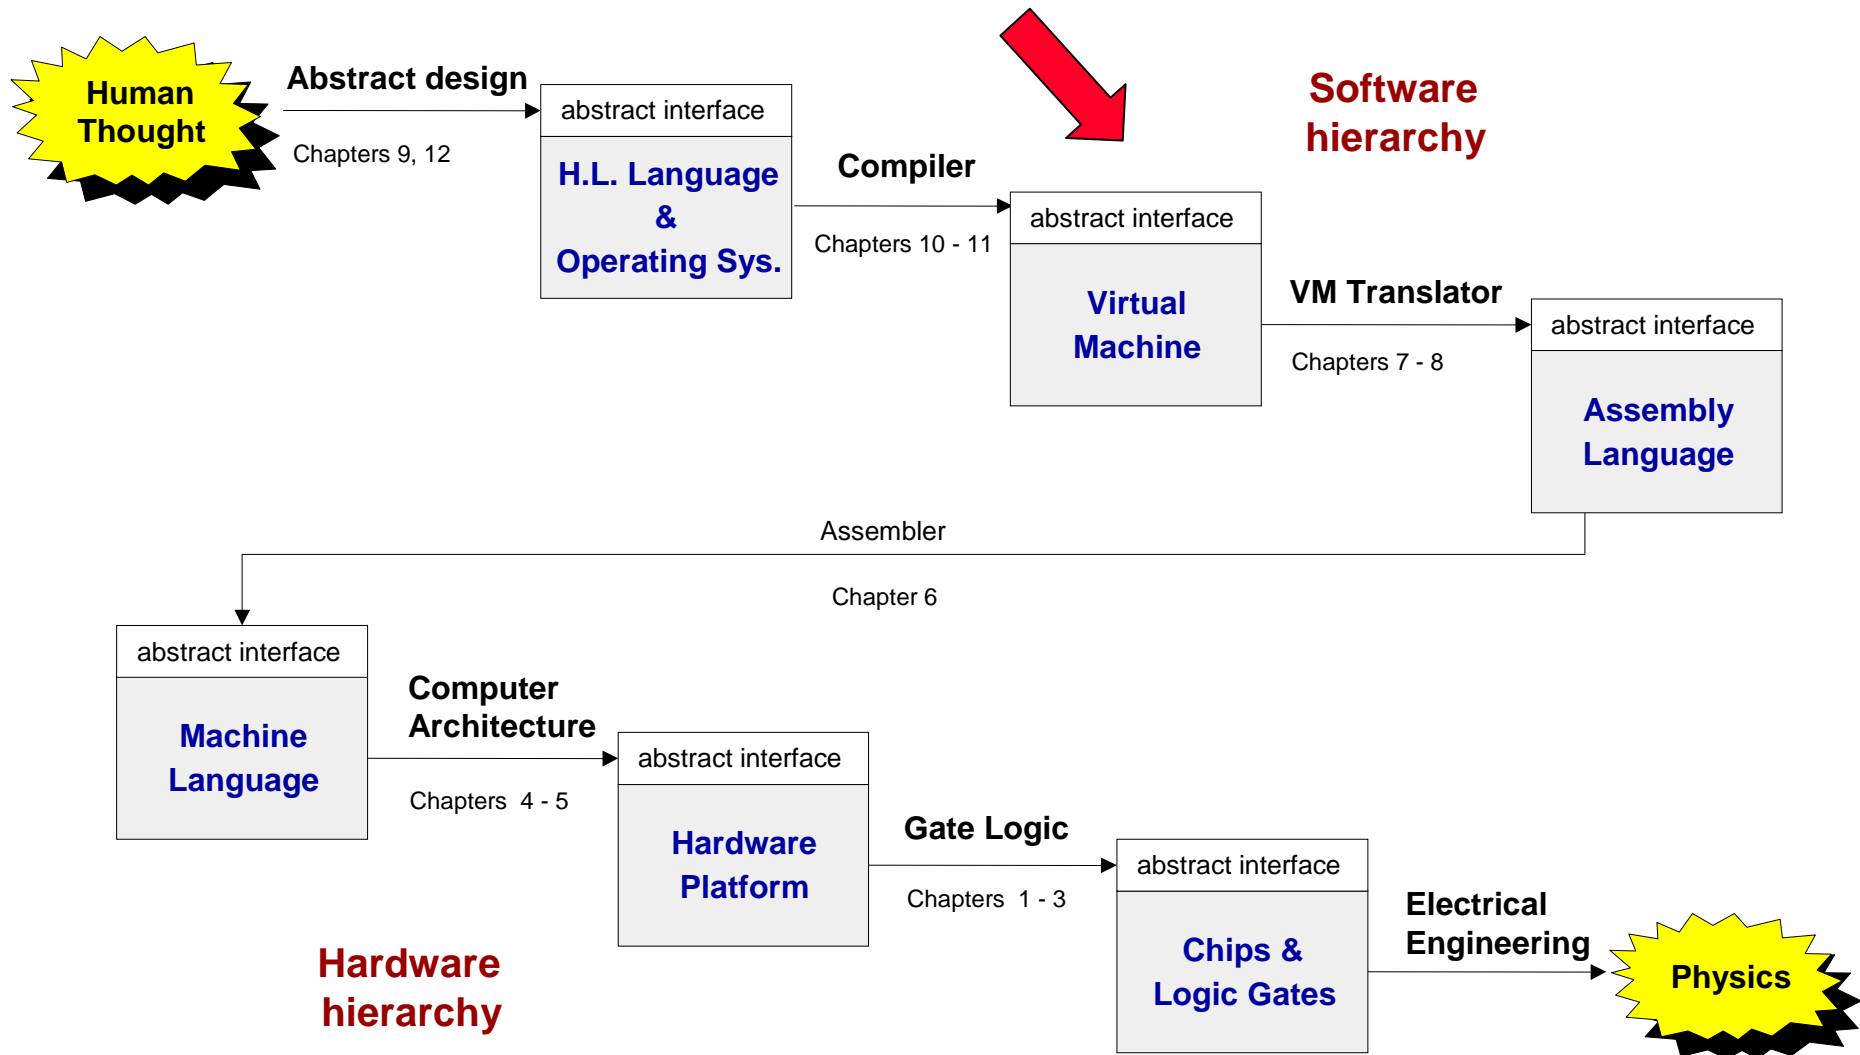 Human
Thought
Abstract design
Chapters 9, 12
abstract interface
H.L. Language
&
Operating Sys.
Compiler
Chapters 10 - 11
abstract interface
Virtual
Machine
Software
hierarchy
VM Translator
Chapters 7 - 8
abstract interface
Assembly
Language
Assembler
Chapter 6
abstract interface
Machine
Language
Computer
Architecture
Chapters 4 - 5
abstract interface
Hardware
Platform
Gate Logic
Chapters 1 - 3
abstract interface
Chips &
Logic Gates
Electrical
Engineering
Physics
Hardware
hierarchy